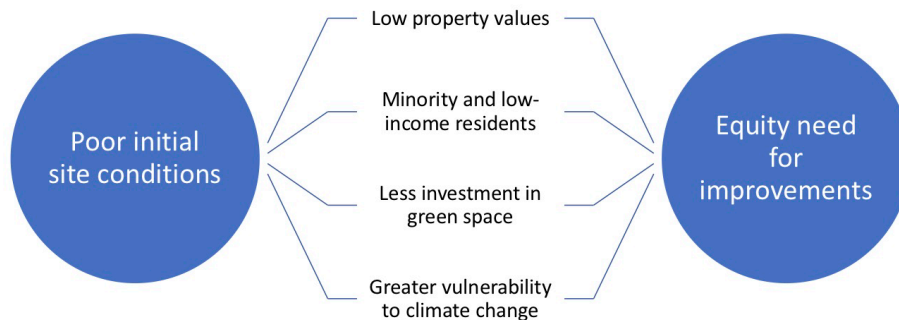 Poor initial
site conditions
Low property values
Minority and low-
income residents
Less investment in
green space
Greater vulnerability
to climate change
Equity need
for
improvements